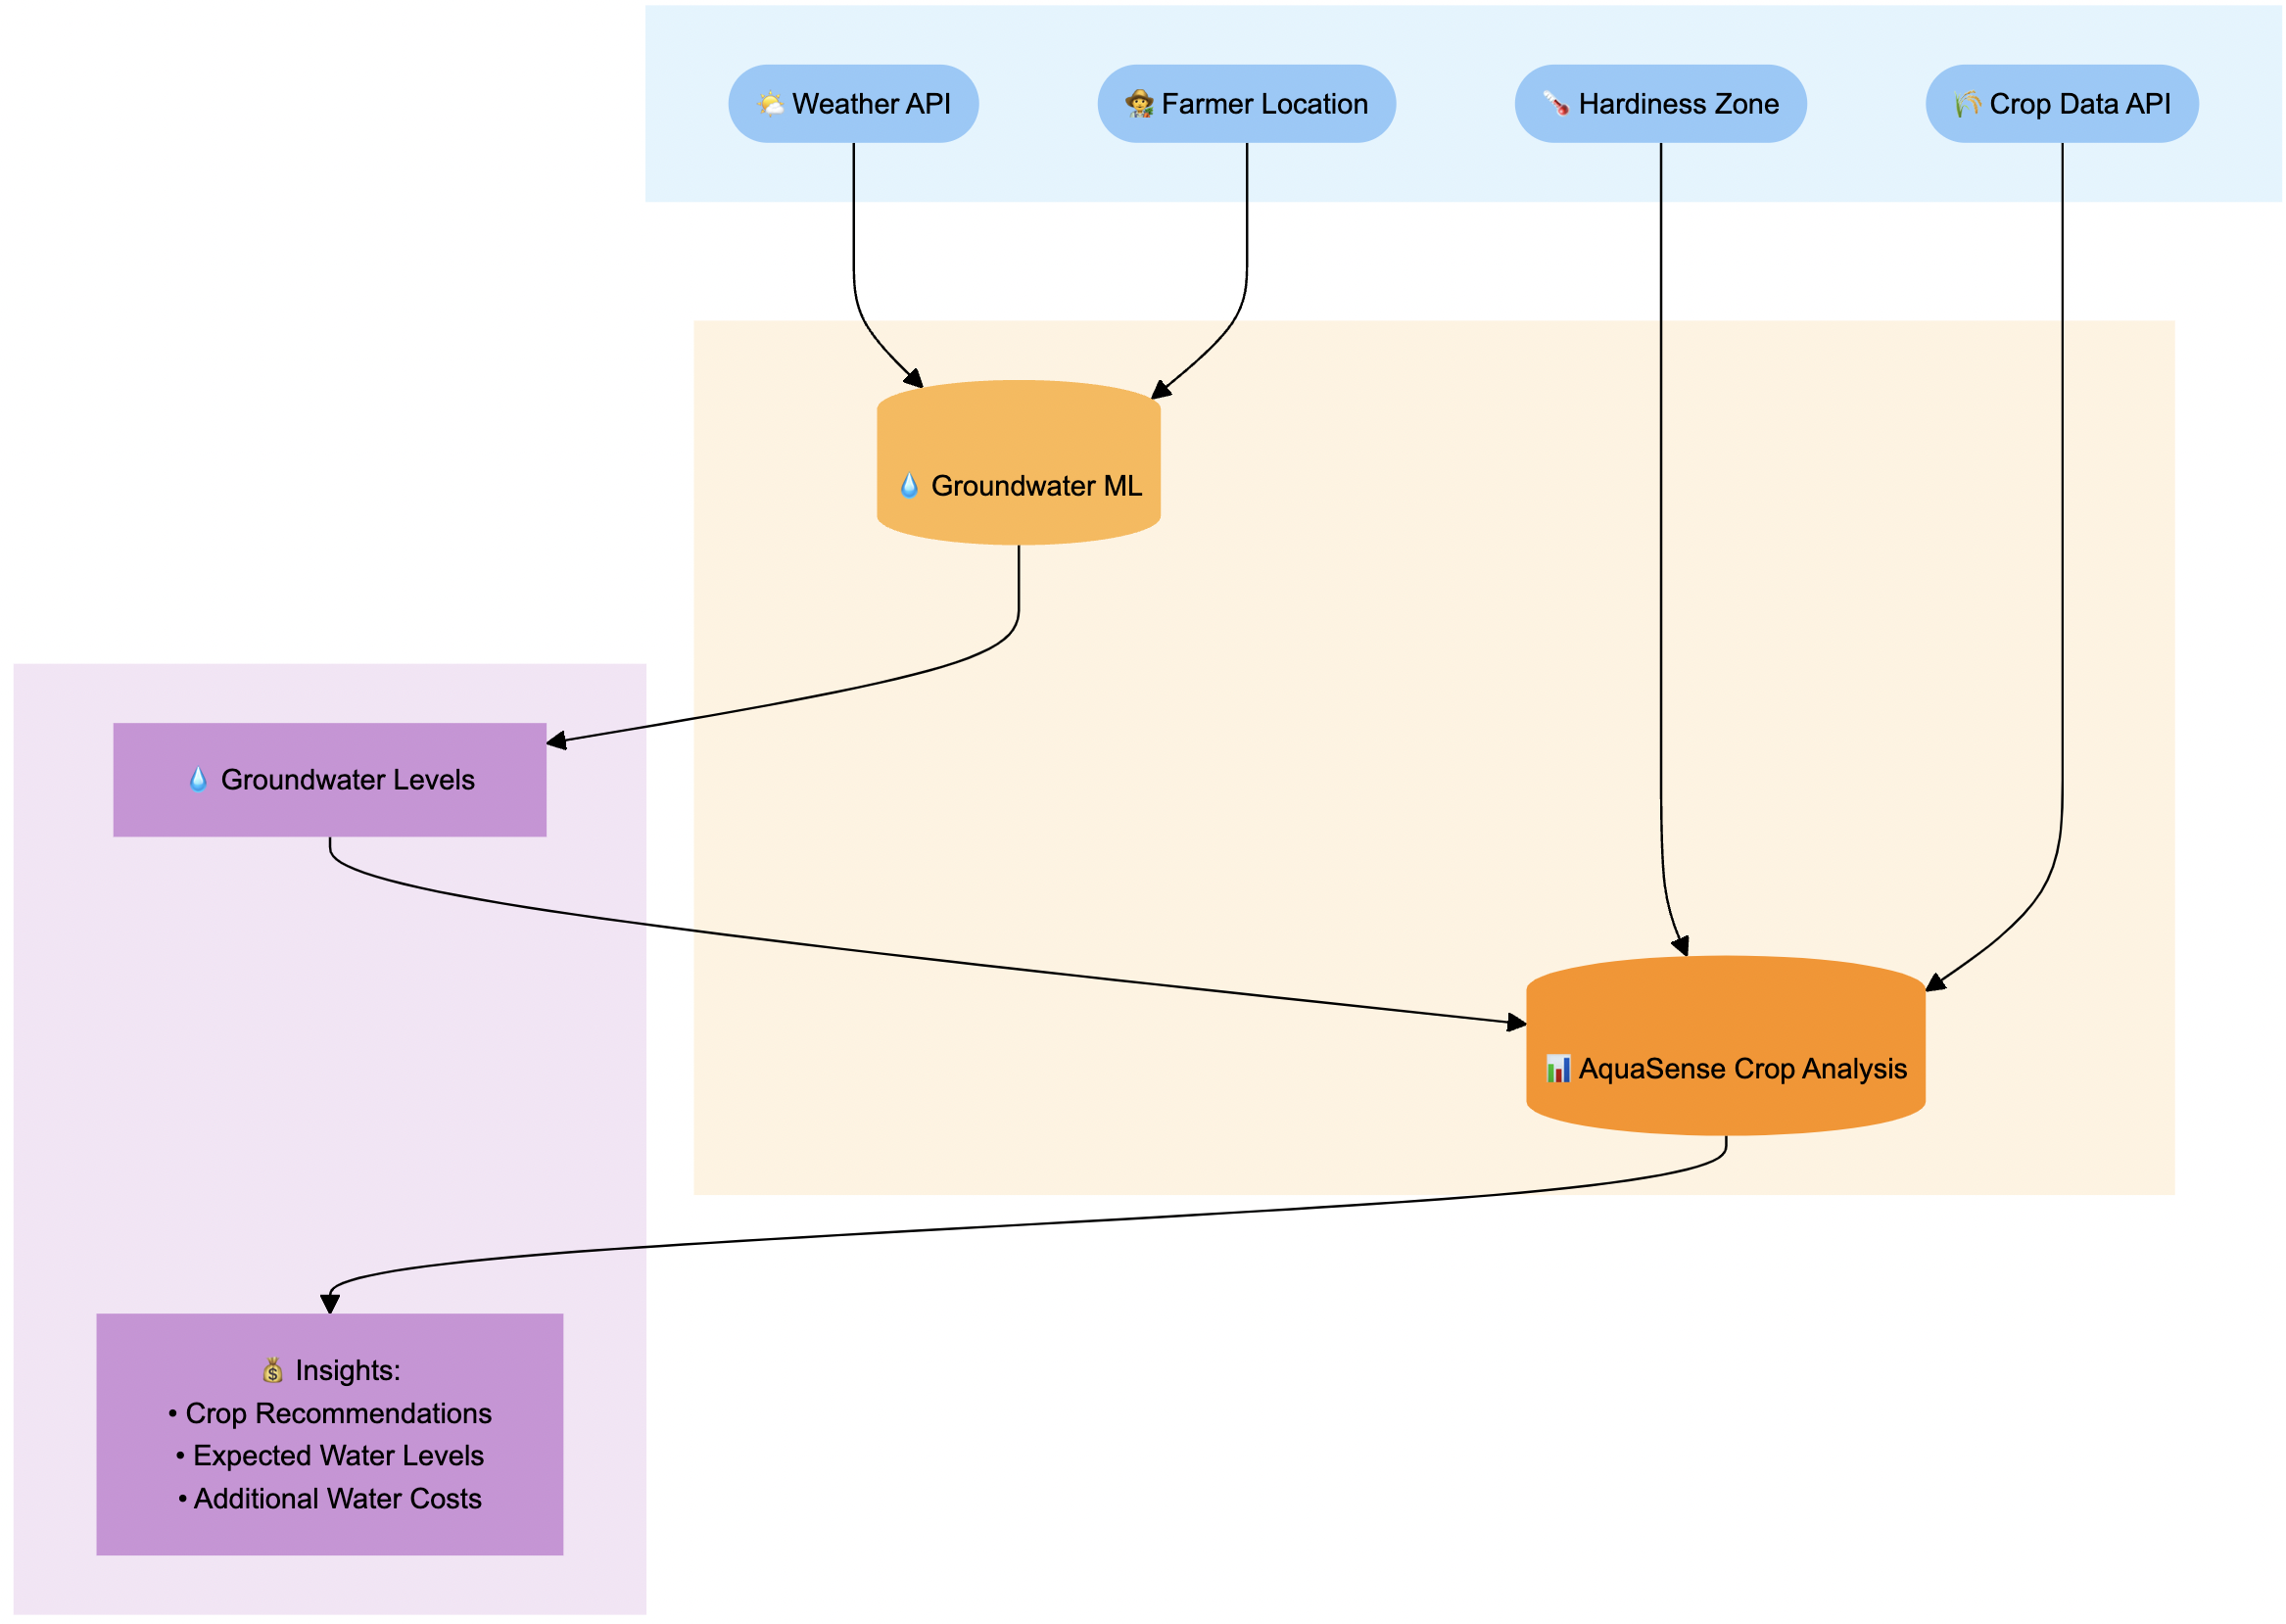 🌤️ Weather API
🧑‍🌾 Farmer Location
🌡️ Hardiness Zone
🌾 Crop Data API
💧 Groundwater ML
💧 Groundwater Levels
📊 AquaSense Crop Analysis
💰 Insights:
• Crop Recommendations
• Expected Water Levels
• Additional Water Costs